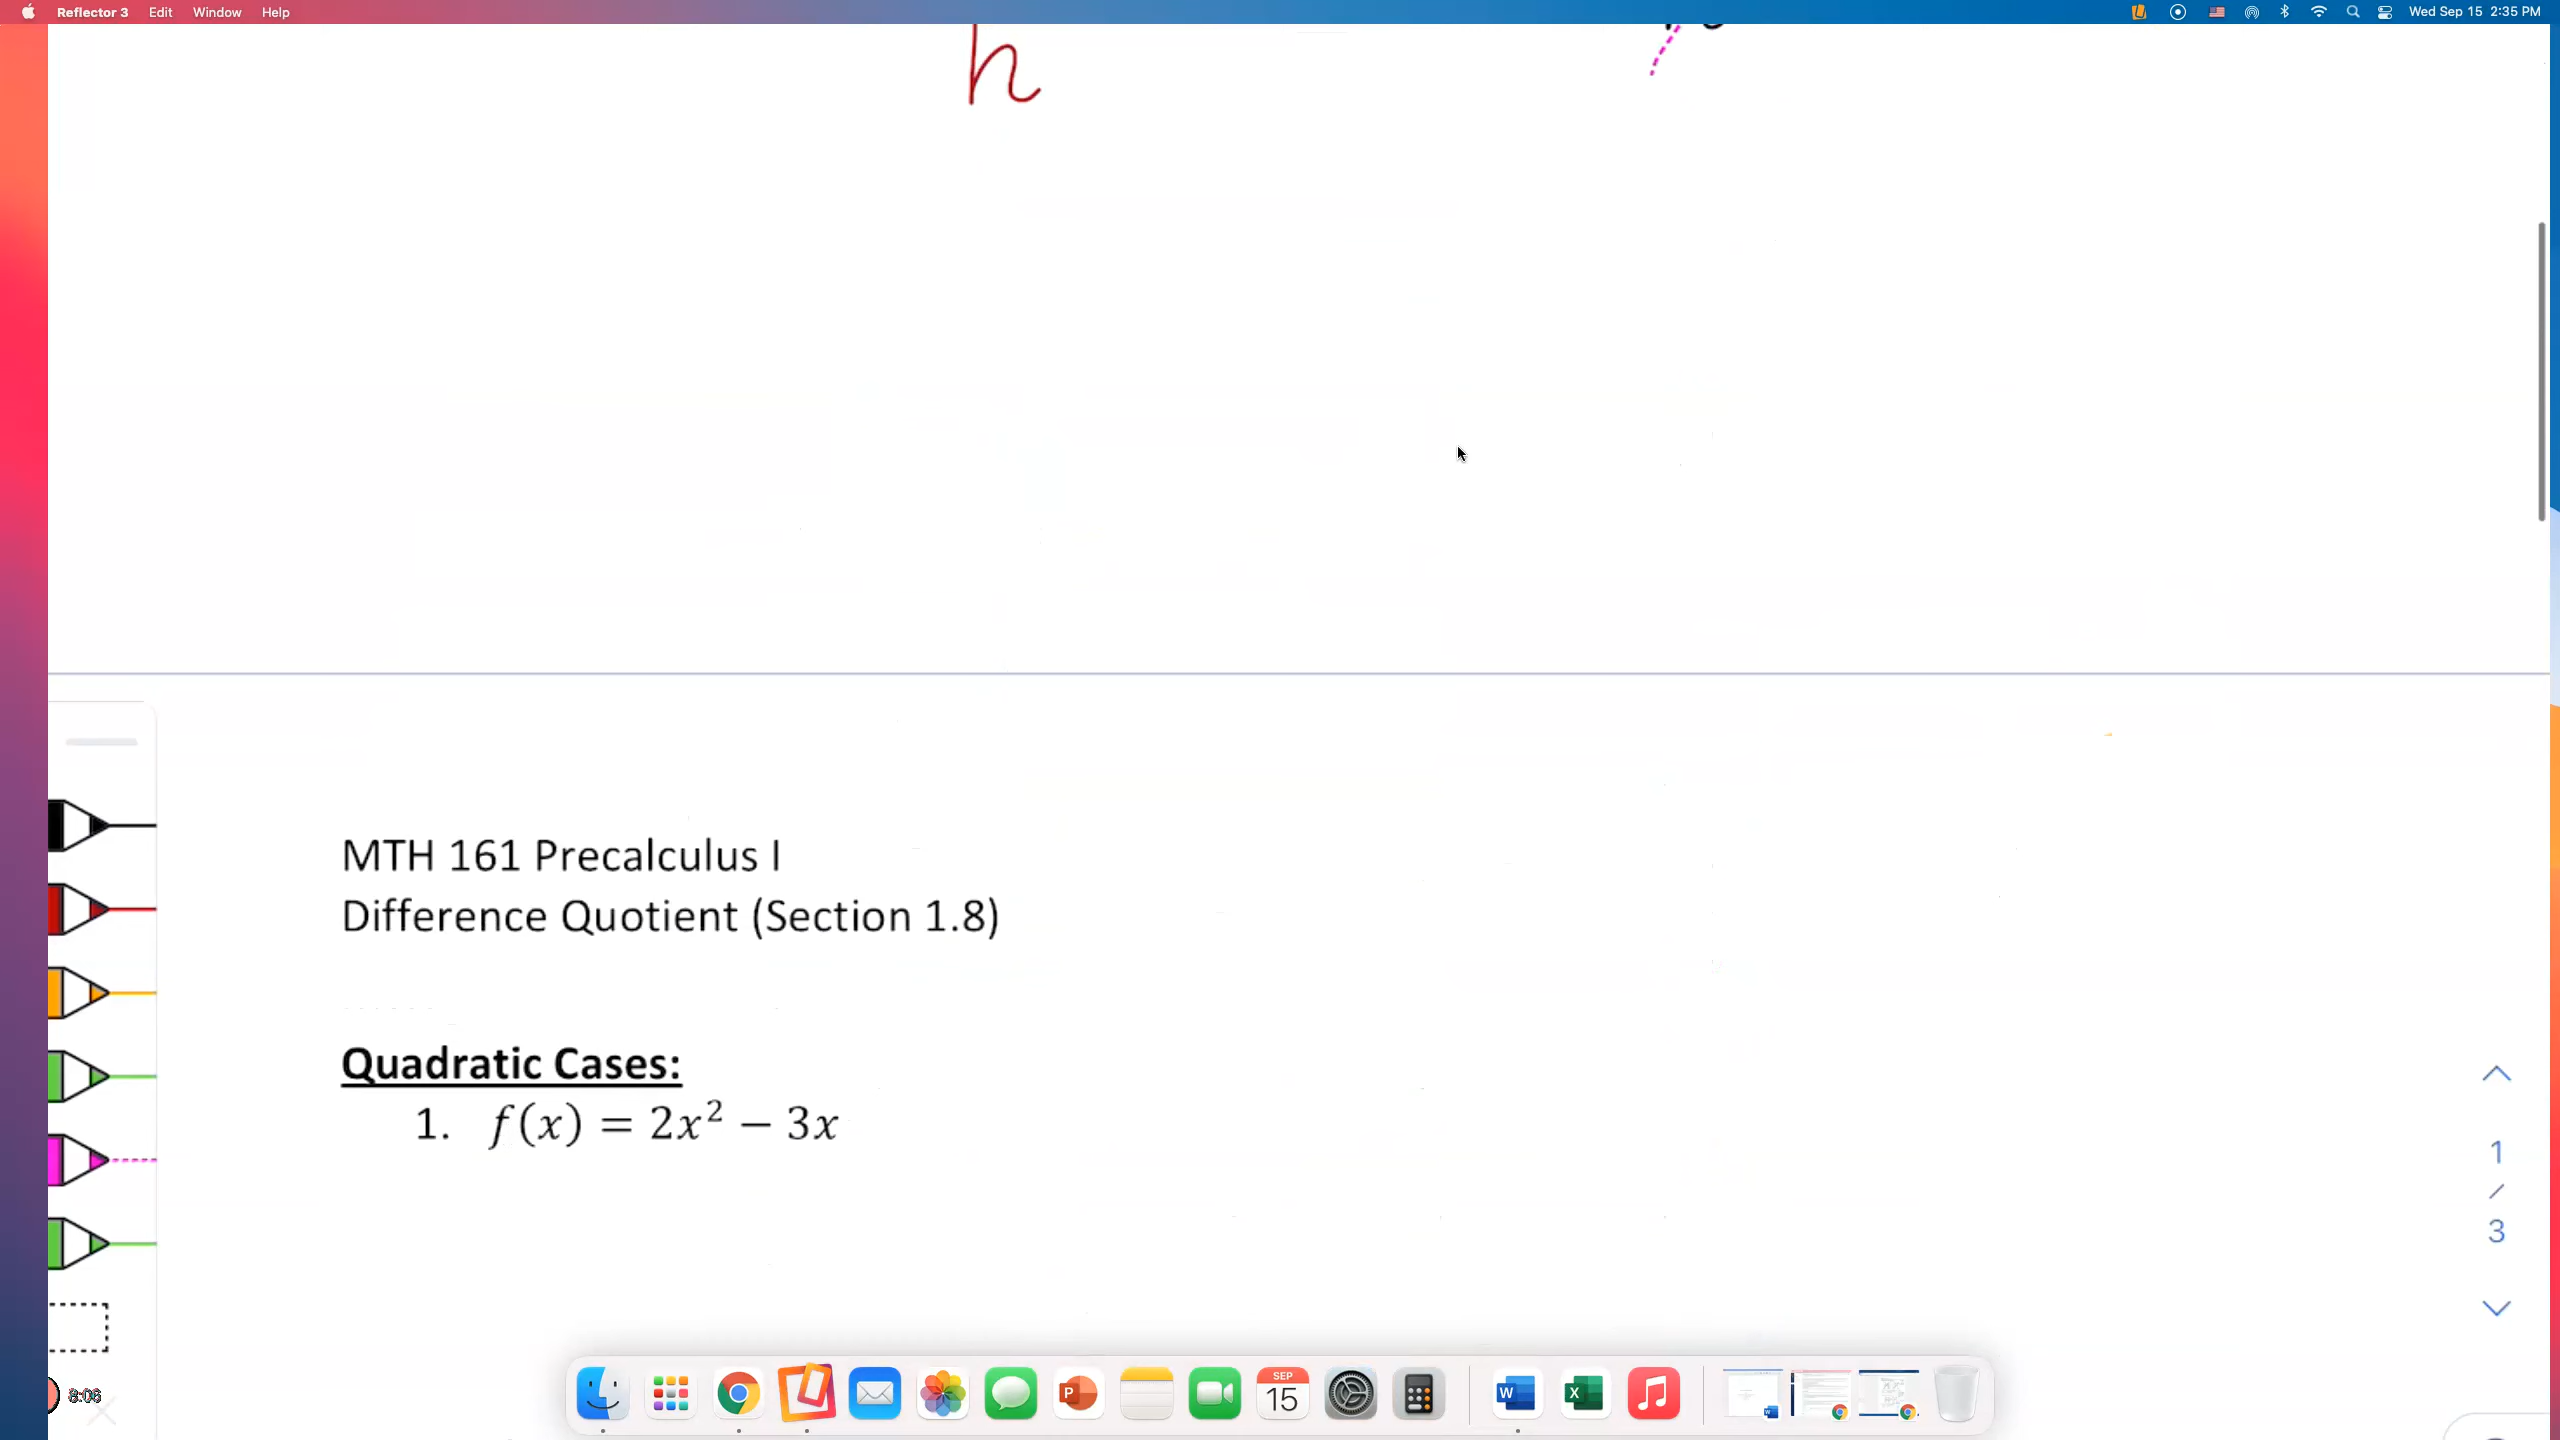 Reflector 3 Edit Window Help
Wed Sep 15 2:35 PM
h
MTH 161 Precalculus I
Difference Quotient (Section 1.8)
Quadratic Cases:
1. f(x) = 2x² − 3x
1
/
3
8:06
P
SEP
15
W
X